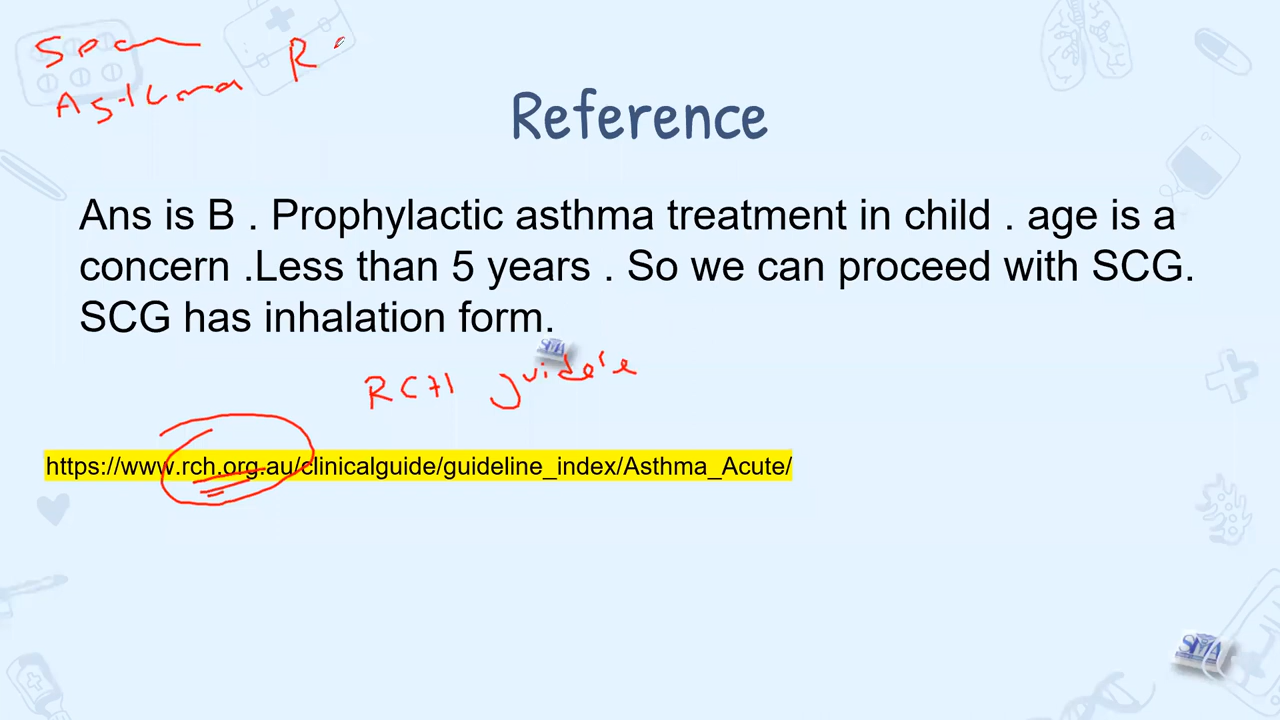 Asthma R
Reference
Ans is B . Prophylactic asthma treatment in child . age is a
concern .Less than 5 years . So we can proceed with SCG.
SCG has inhalation form.
RCH
https://www.rch.org.au/clinicalguide/guideline_index/Asthma_Acute/